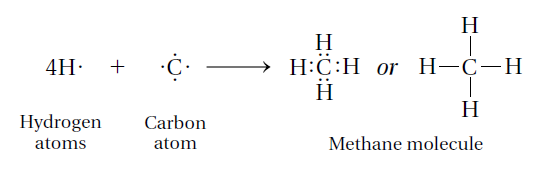 4H· + ·Ċ̣· ⟶ H:C:H or H—C—H
H
H
H
H
Hydrogen atoms
Carbon atom
Methane molecule